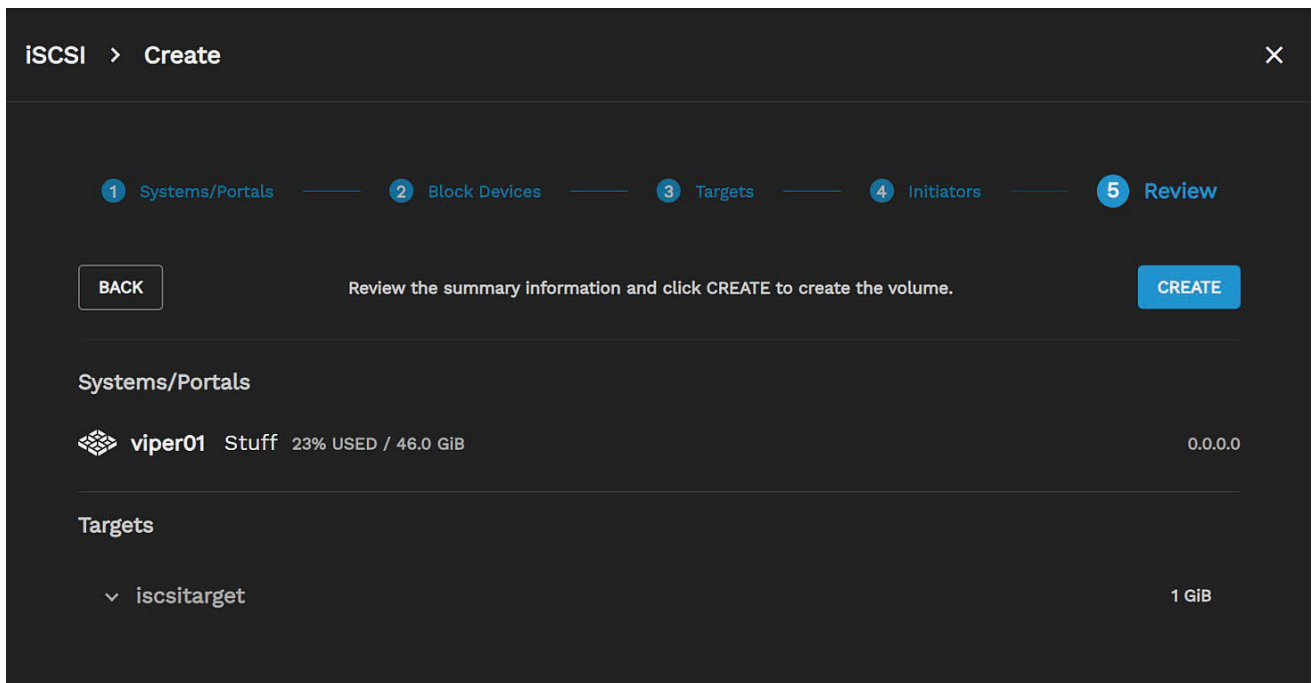 iSCSI > Create ×
1 Systems/Portals 2 Block Devices 3 Targets 4 Initiators 5 Review
BACK Review the summary information and click CREATE to create the volume. CREATE
Systems/Portals
viper01 Stuff 23% USED / 46.0 GiB 0.0.0.0
Targets
iscsitarget 1 GiB